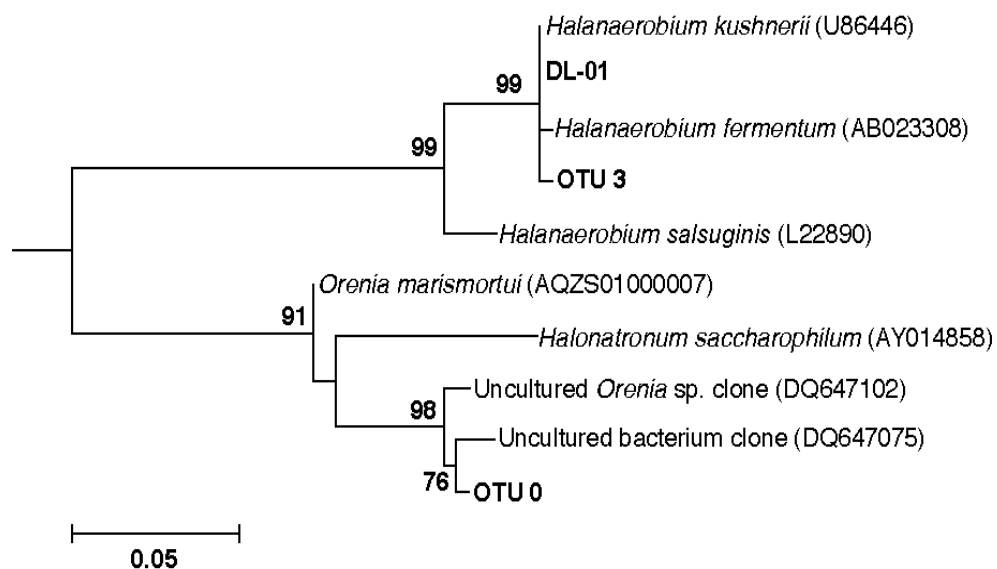 Halanaerobium kushnerii (U86446)
DL-01
99
Halanaerobium fermentum (AB023308)
99
OTU 3
Halanaerobium salsuginis (L22890)
Orenia marismortui (AQZS01000007)
91
Halonatronum saccharophilum (AY014858)
Uncultured Orenia sp. clone (DQ647102)
98
Uncultured bacterium clone (DQ647075)
76
OTU 0
0.05